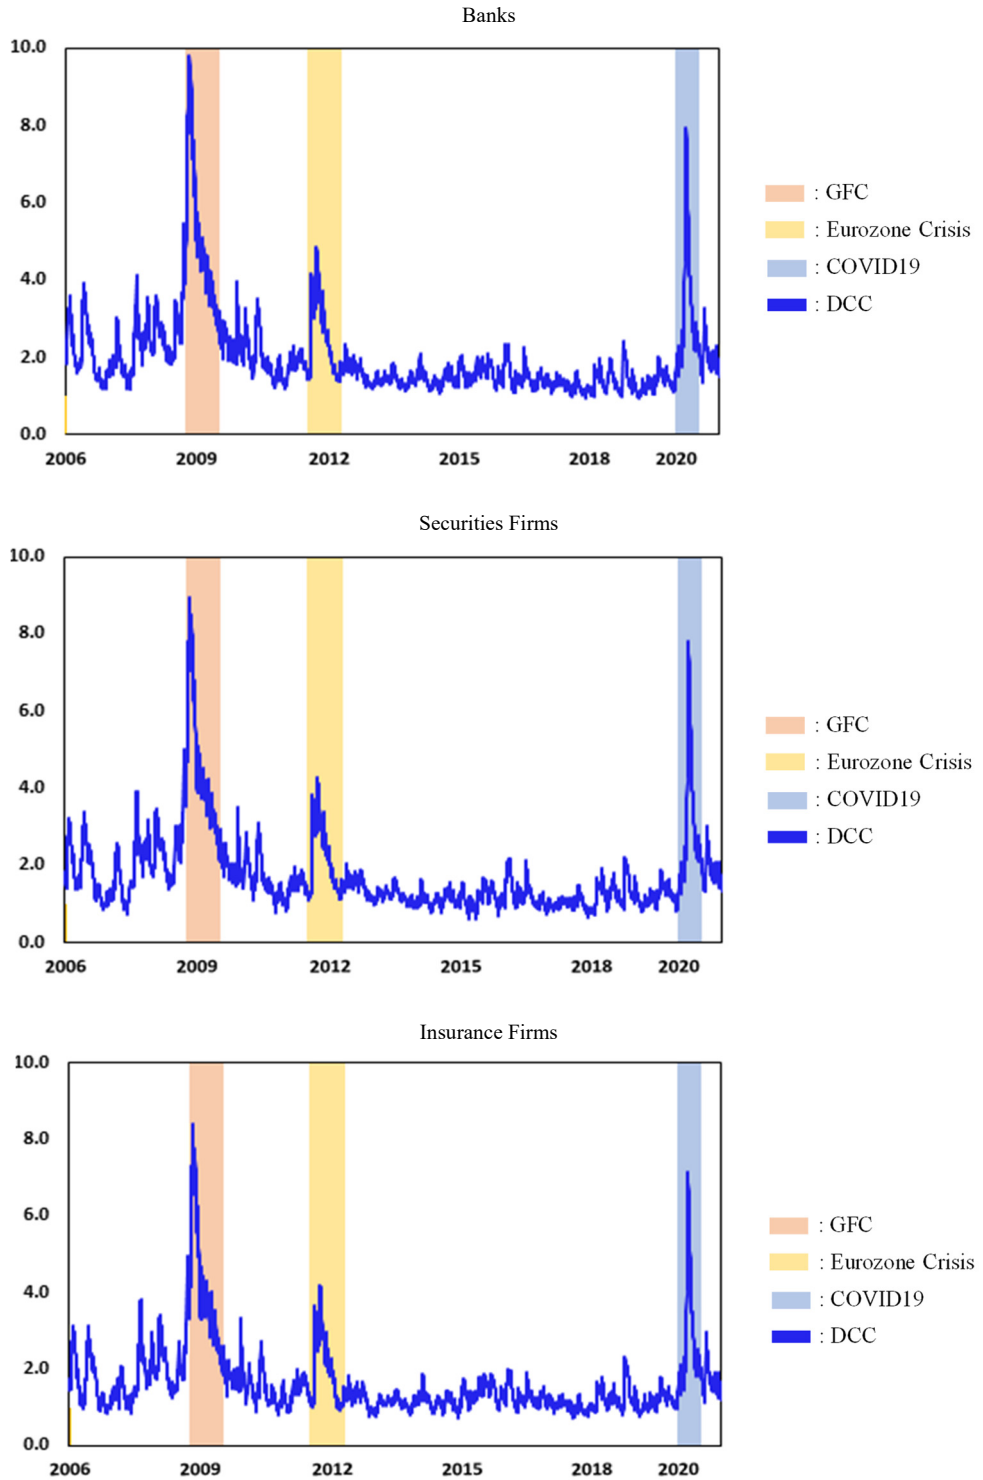 Banks
10.0
8.0
6.0
4.0
2.0
0.0
2006 2009 2012 2015 2018 2020
: GFC
: Eurozone Crisis
: COVID19
: DCC
Securities Firms
10.0
8.0
6.0
4.0
2.0
0.0
2006 2009 2012 2015 2018 2020
: GFC
: Eurozone Crisis
: COVID19
: DCC
Insurance Firms
10.0
8.0
6.0
4.0
2.0
0.0
2006 2009 2012 2015 2018 2020
: GFC
: Eurozone Crisis
: COVID19
: DCC